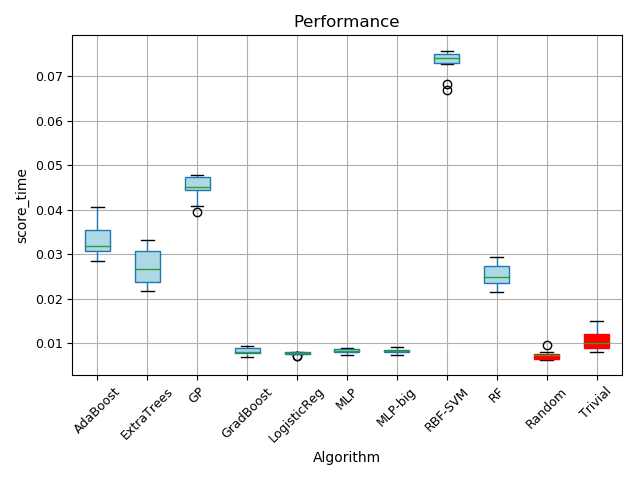 Performance
score_time
0.07
0.06
0.05
0.04
0.03
0.02
0.01
AdaBoost
ExtraTrees
GP
GradBoost
LogisticReg
MLP
MLP-big
RBF-SVM
RF
Random
Trivial
Algorithm